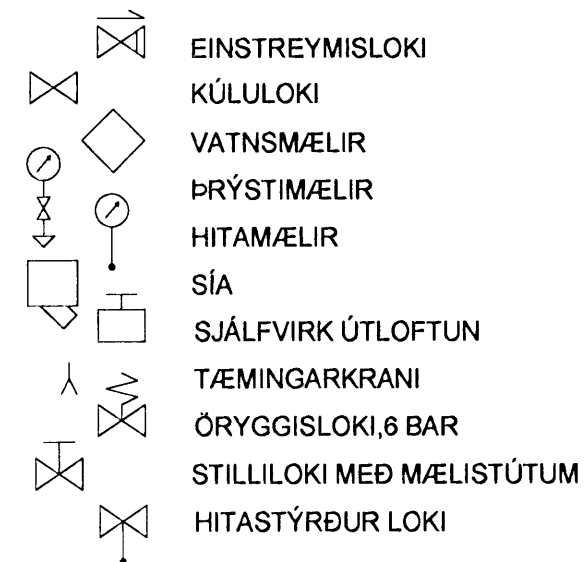 EINSTREYMISLOKI
KÚLULOKI
VATNSMÆLIR
ÞRÝSTIMÆLIR
HITAMÆLIR
SÍA
SJÁLFVIRK ÚTLOFTUN
TÆMINGARKRANI
ÖRYGGISLOKI,6 BAR
STILLILOKI MEÐ MÆLISTÚTUM
HITASTÝRÐUR LOKI